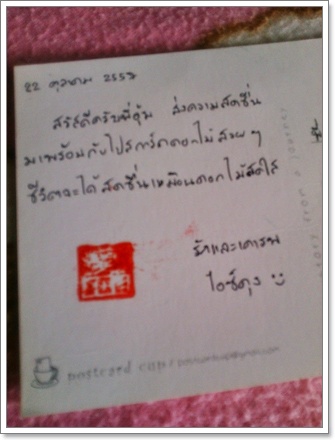 22 ตุลาคม 2557
สวัสดีครับพี่อุ้ม ส่งความสดชื่น
มาพร้อมกับโปสการ์ดดอกไม้สวยๆ
ชีวิตจะได้สดชื่นเหมือนดอกไม้สดใส
รักและเคารพ
ไอซ์คุง
postcard